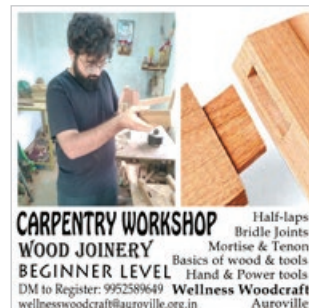 CARPENTRY WORKSHOP
WOOD JOINERY
BEGINNER LEVEL
DM to Register: 9952589649
wellnesswoodcraft@auroville.org.in
Half-laps
Bridle Joints
Mortise & Tenon
Basics of wood & tools
Hand & Power tools
Wellness Woodcraft
Auroville